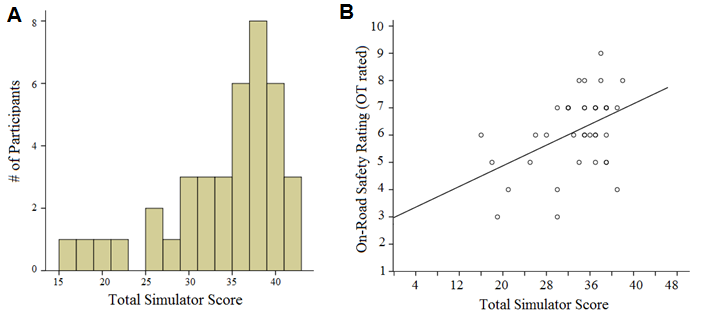 A
# of Participants
8
6
4
2
0
15 20 25 30 35 40
Total Simulator Score
B
On-Road Safety Rating (OT rated)
10
9
8
7
6
5
4
3
2
1
4 12 20 28 36 40 48
Total Simulator Score